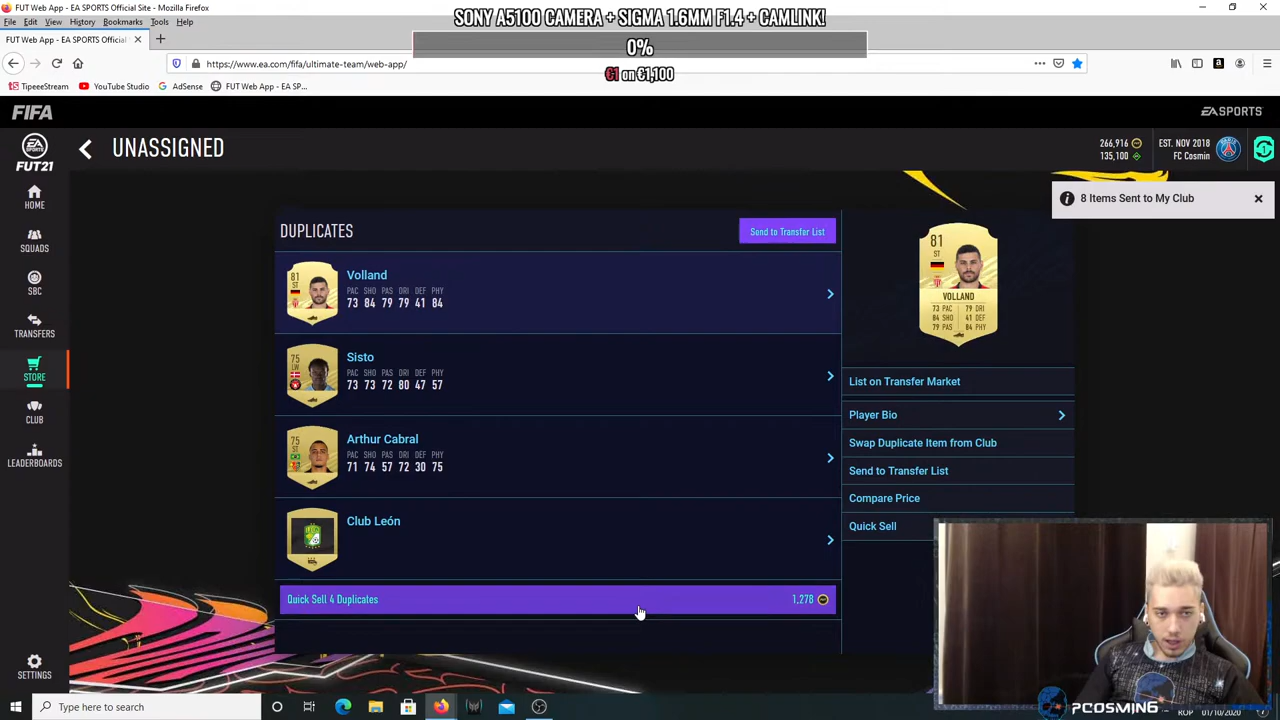 FUT Web App - EA SPORTS Official Site - Mozilla Firefox
File Edit View History Bookmarks Tools Help
SONY A5100 CAMERA + SIGMA 1.6MM F1.4 + CAMLINK!
FUT Web App - EA SPORTS Official
0%
€1 on €1,100
https://www.ea.com/fifa/ultimate-team/web-app/
TipeeeStream YouTube Studio AdSense FUT Web App - EA SP...
FIFA
EA SPORTS
FUT21
UNASSIGNED
266,916
135,100
EST. NOV 2018
FC Cosmin
8 Items Sent to My Club
HOME
SQUADS
SBC
TRANSFERS
STORE
CLUB
LEADERBOARDS
SETTINGS
DUPLICATES
Send to Transfer List
81
ST
Volland
PAC SHO PAS DRI DEF PHY
73 84 79 79 41 84
75
LW
Sisto
PAC SHO PAS DRI DEF PHY
73 73 72 80 47 57
75
ST
Arthur Cabral
PAC SHO PAS DRI DEF PHY
71 74 57 72 30 75
Club León
Quick Sell 4 Duplicates 1,278
81
ST
VOLLAND
73 PAC 79 DRI
84 SHO 41 DEF
79 PAS 84 PHY
List on Transfer Market
Player Bio
Swap Duplicate Item from Club
Send to Transfer List
Compare Price
Quick Sell
PCOSMIN6
Type here to search
ROP 01/10/2020